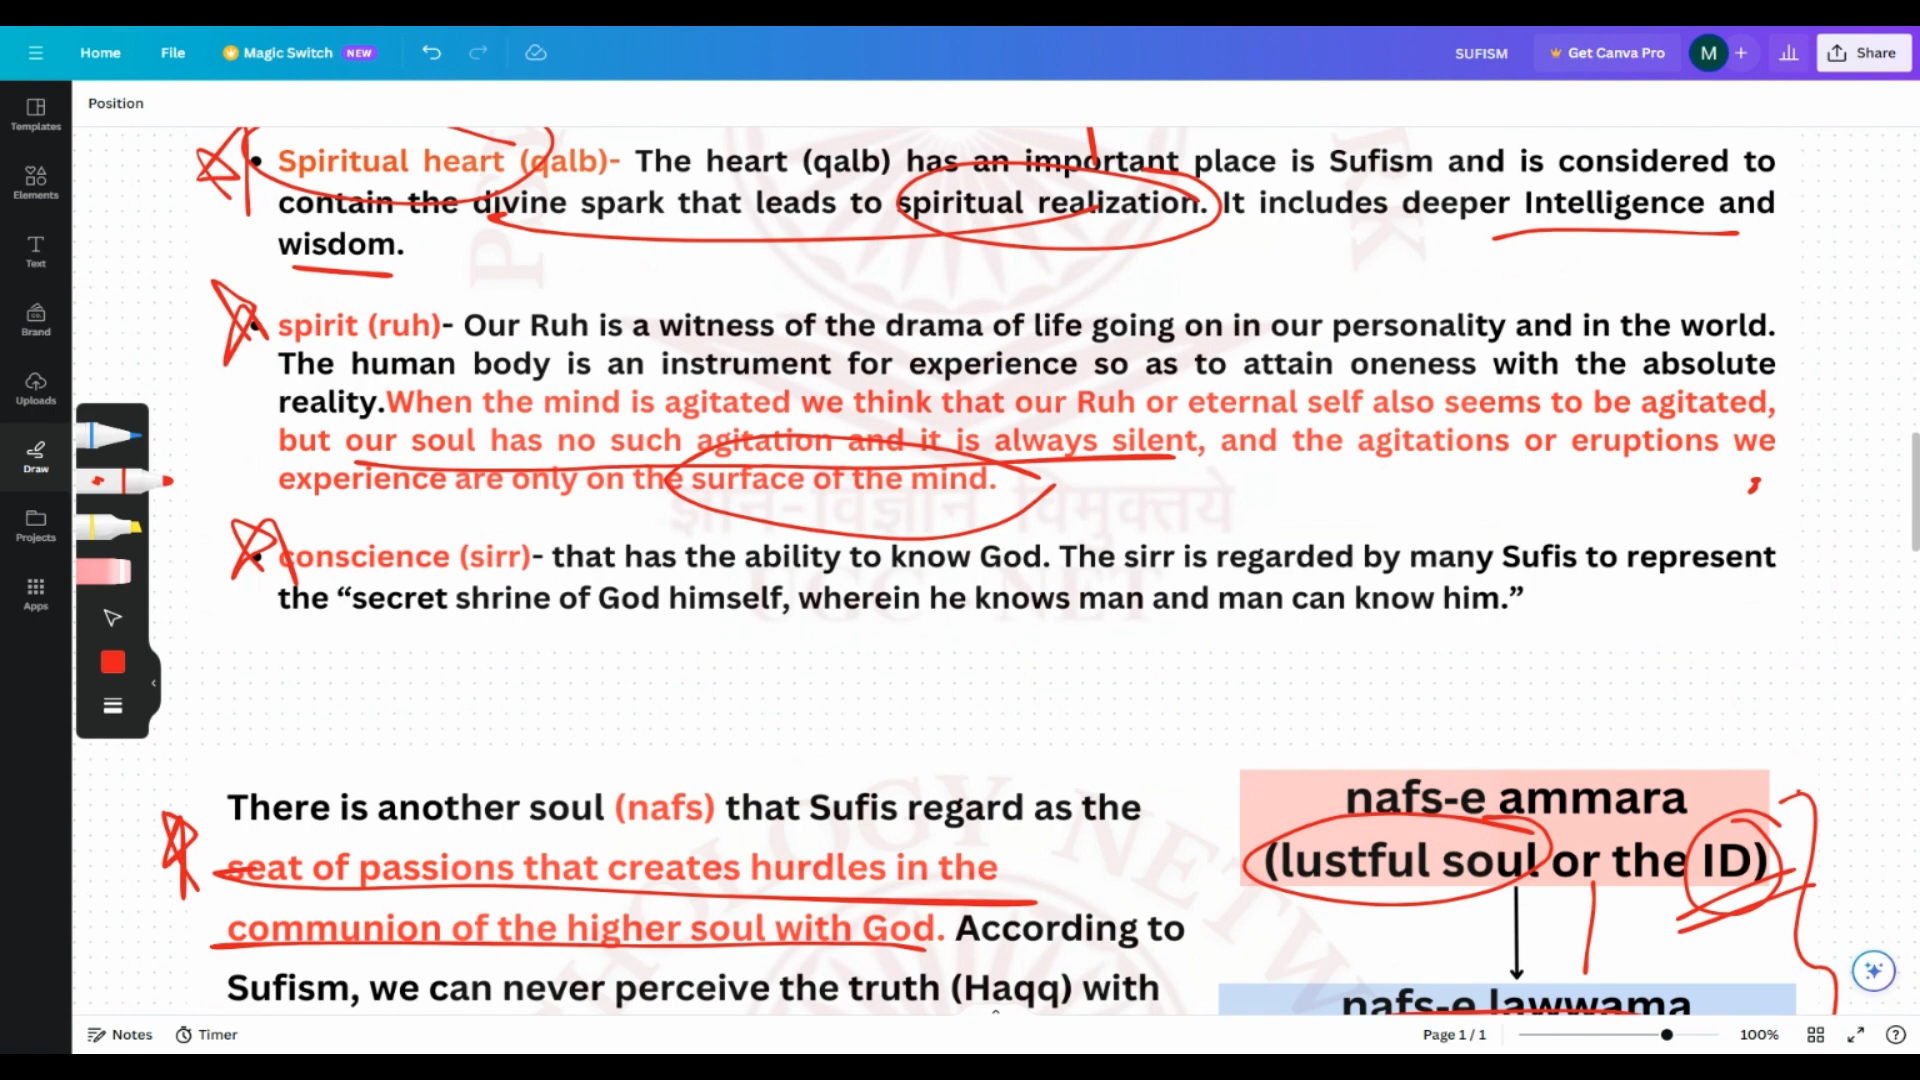 Home File Magic Switch NEW SUFISM Get Canva Pro M + Share
Position
Templates
Elements
Text
Brand
Uploads
Draw
Projects
Apps
• Spiritual heart (qalb)- The heart (qalb) has an important place is Sufism and is considered to
contain the divine spark that leads to spiritual realization. It includes deeper Intelligence and
wisdom.
• spirit (ruh)- Our Ruh is a witness of the drama of life going on in our personality and in the world.
The human body is an instrument for experience so as to attain oneness with the absolute
reality.When the mind is agitated we think that our Ruh or eternal self also seems to be agitated,
but our soul has no such agitation and it is always silent, and the agitations or eruptions we
experience are only on the surface of the mind.
ज्ञान-विज्ञान विमुक्तये
• conscience (sirr)- that has the ability to know God. The sirr is regarded by many Sufis to represent
the “secret shrine of God himself, wherein he knows man and man can know him.”
UGC NET
There is another soul (nafs) that Sufis regard as the
seat of passions that creates hurdles in the
communion of the higher soul with God. According to
Sufism, we can never perceive the truth (Haqq) with
nafs-e ammara
(lustful soul or the ID)
nafs-e lawwama
Notes Timer Page 1 / 1 100%